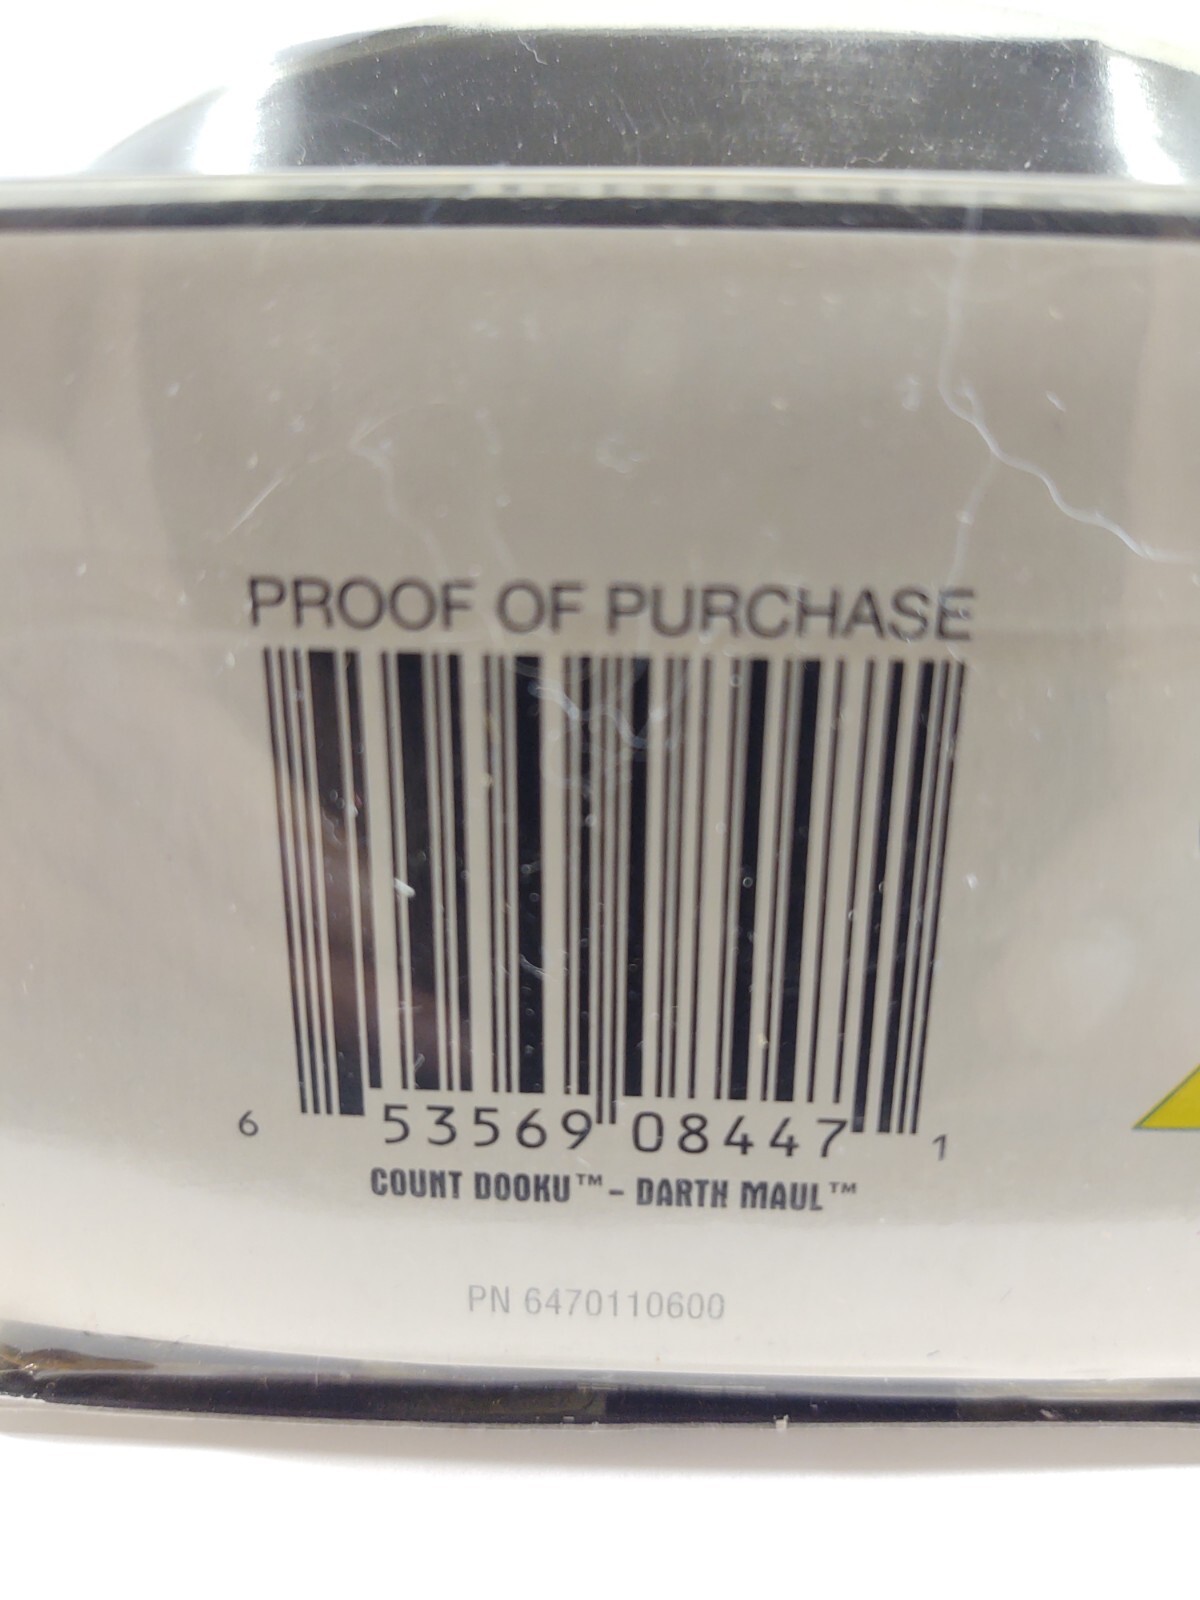 PROOF OF PURCHASE
6 53569 08447 1
COUNT DOOKU™ - DARTH MAUL™
PN 6470110600